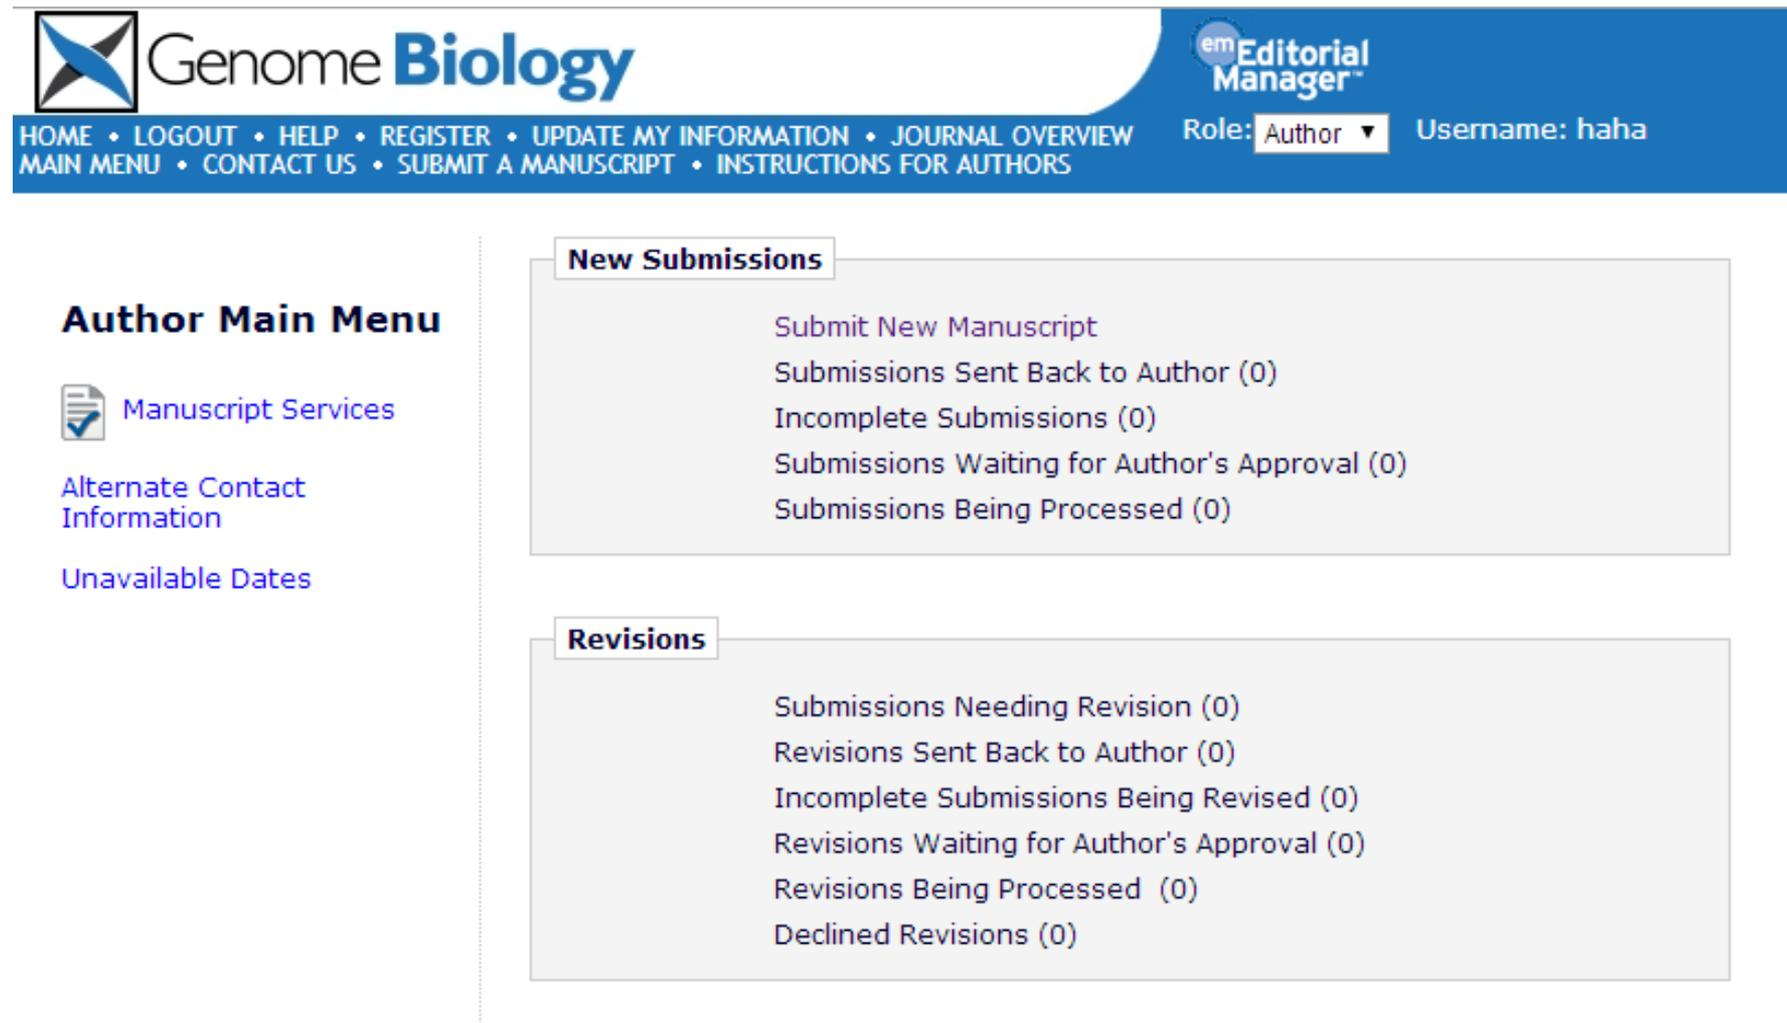 Genome Biology
em Editorial Manager™
HOME • LOGOUT • HELP • REGISTER • UPDATE MY INFORMATION • JOURNAL OVERVIEW
MAIN MENU • CONTACT US • SUBMIT A MANUSCRIPT • INSTRUCTIONS FOR AUTHORS
Role: Author ▼ Username: haha
Author Main Menu
Manuscript Services
Alternate Contact
Information
Unavailable Dates
New Submissions
Submit New Manuscript
Submissions Sent Back to Author (0)
Incomplete Submissions (0)
Submissions Waiting for Author's Approval (0)
Submissions Being Processed (0)
Revisions
Submissions Needing Revision (0)
Revisions Sent Back to Author (0)
Incomplete Submissions Being Revised (0)
Revisions Waiting for Author's Approval (0)
Revisions Being Processed (0)
Declined Revisions (0)